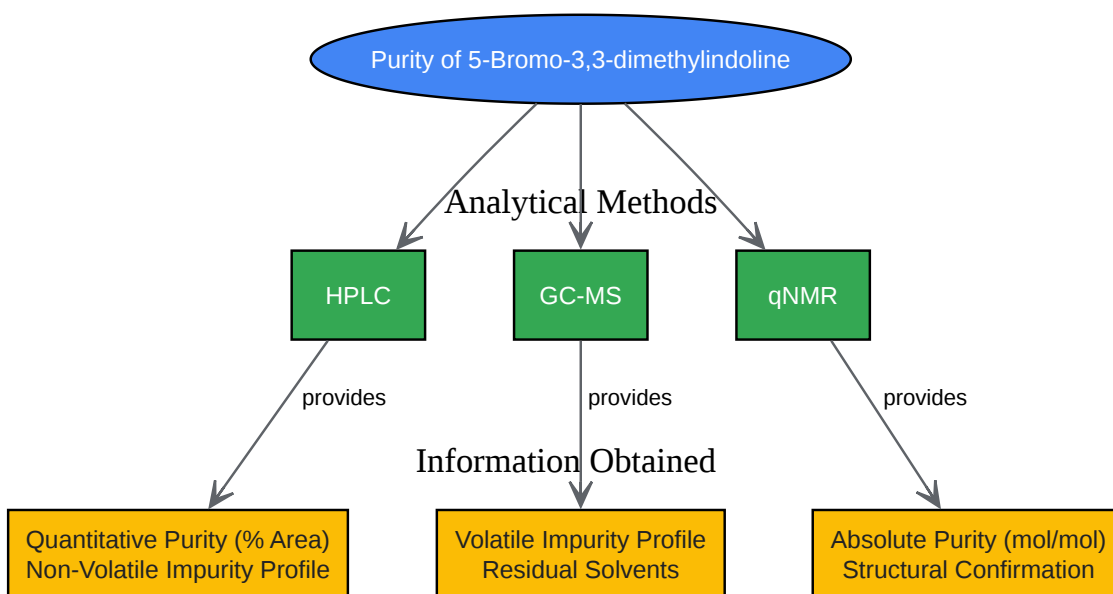 Purity of 5-Bromo-3,3-dimethylindoline
Analytical Methods
HPLC
GC-MS
qNMR
provides
provides
provides
Information Obtained
Quantitative Purity (% Area)
Non-Volatile Impurity Profile
Volatile Impurity Profile
Residual Solvents
Absolute Purity (mol/mol)
Structural Confirmation